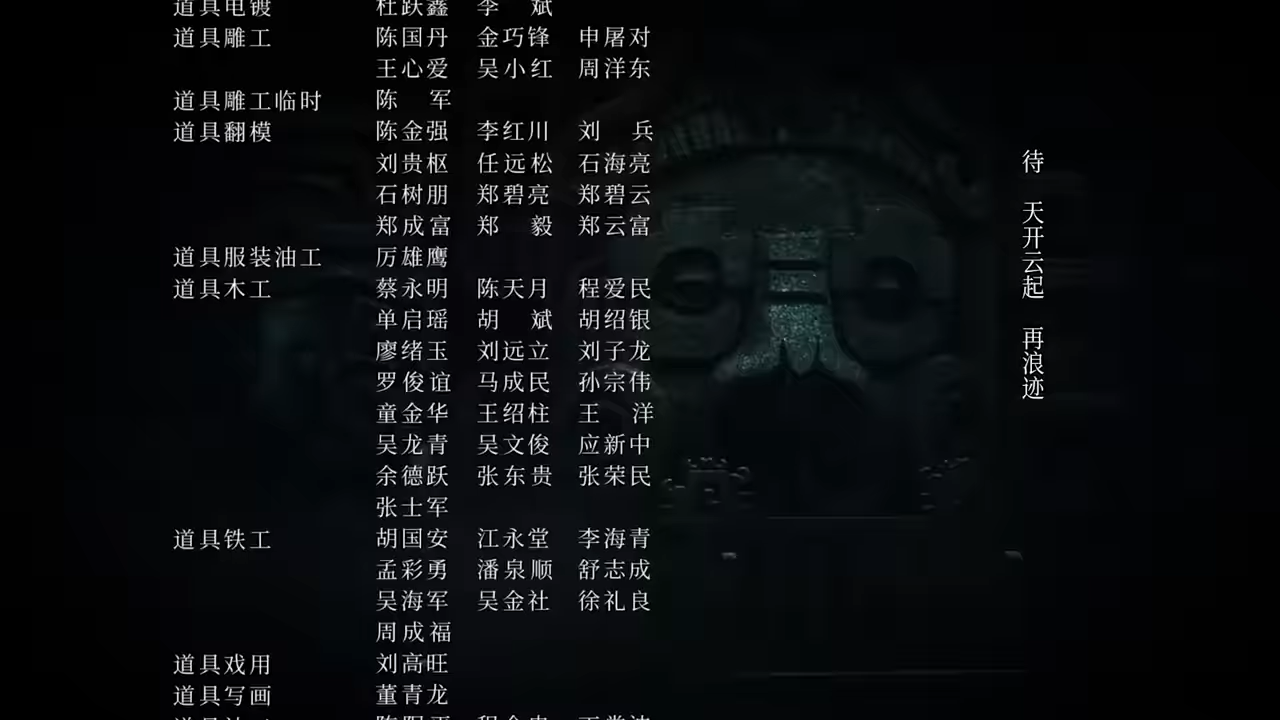 道具电镀 杜跃鑫 李 斌
道具雕工 陈国丹 金巧锋 申屠对
王心爱 吴小红 周洋东
道具雕工临时 陈 军
道具翻模 陈金强 李红川 刘 兵
刘贵枢 任远松 石海亮
石树朋 郑碧亮 郑碧云
郑成富 郑 毅 郑云富
道具服装油工 厉雄鹰
道具木工 蔡永明 陈天月 程爱民
单启瑶 胡 斌 胡绍银
廖绪玉 刘远立 刘子龙
罗俊谊 马成民 孙宗伟
童金华 王绍柱 王 洋
吴龙青 吴文俊 应新中
余德跃 张东贵 张荣民
张士军
道具铁工 胡国安 江永堂 李海青
孟彩勇 潘泉顺 舒志成
吴海军 吴金社 徐礼良
周成福
道具戏用 刘高旺
道具写画 董青龙
待 天开云起 再浪迹